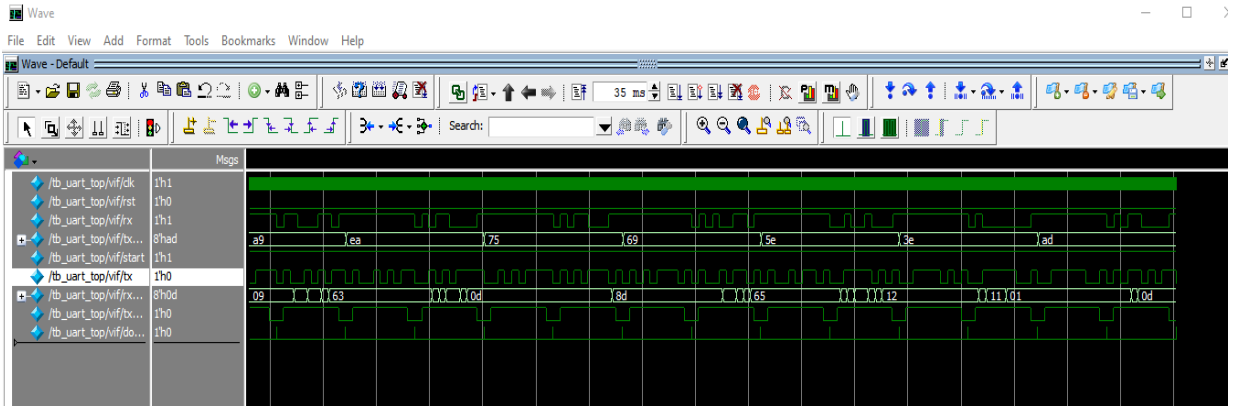 Wave
File Edit View Add Format Tools Bookmarks Window Help
Wave - Default
35 ms
Search:
Msgs
/tb_uart_top/vif/clk 1'h1
/tb_uart_top/vif/rst 1'h0
/tb_uart_top/vif/rx 1'h1
/tb_uart_top/vif/tx... 8'had a9 ea 75 69 5e 3e ad
/tb_uart_top/vif/start 1'h1
/tb_uart_top/vif/tx 1'h0
/tb_uart_top/vif/rx... 8'h0d 09 63 0d 8d 65 12 11 01 0d
/tb_uart_top/vif/tx... 1'h0
/tb_uart_top/vif/do... 1'h0